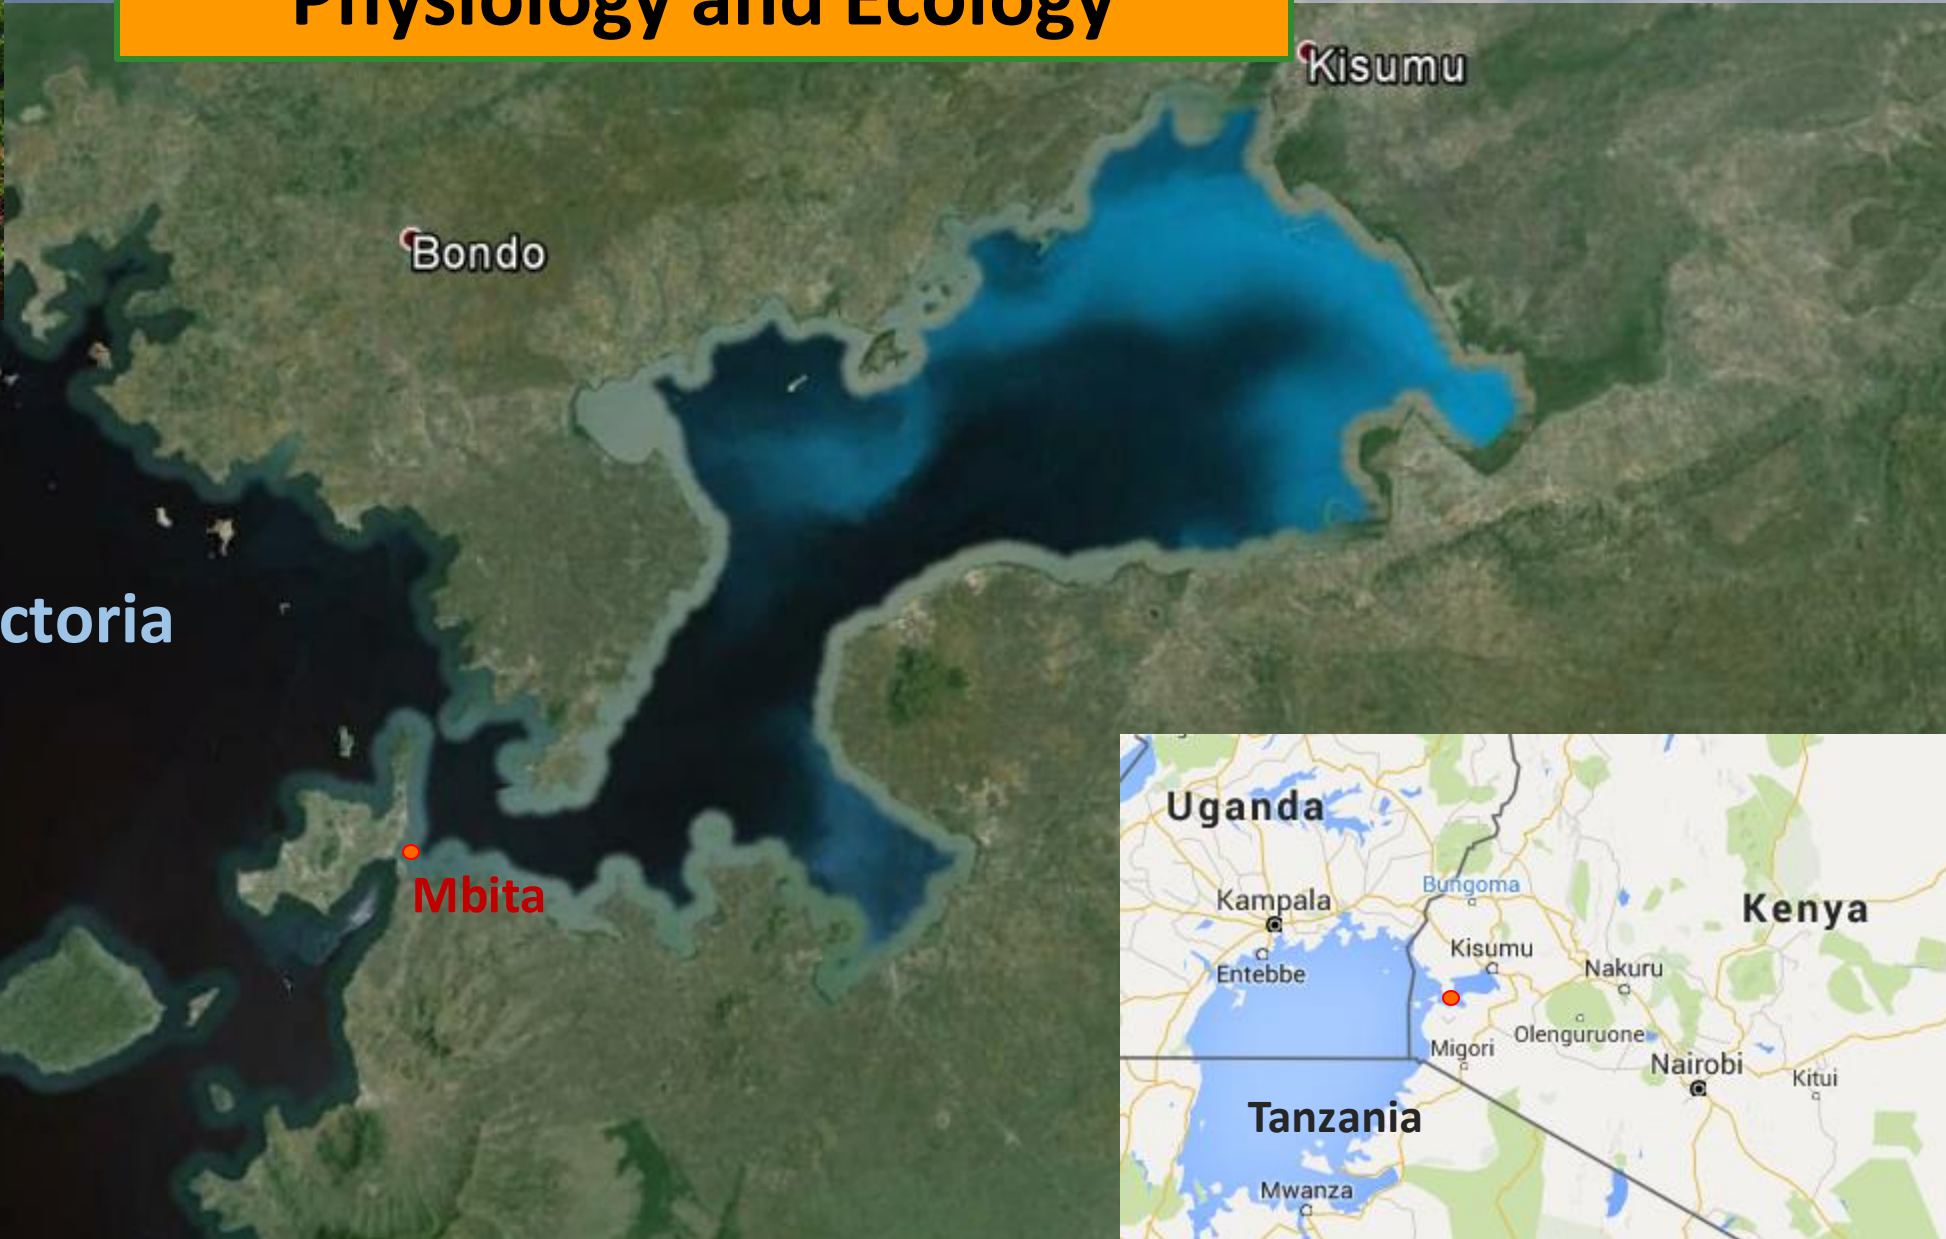 Physiology and Ecology
Kisumu
Bondo
ctoria
Mbita
Uganda
Bungoma
Kampala
Kenya
Kisumu
Entebbe
Nakuru
Olenguruone
Migori
Nairobi
Kitui
Tanzania
Mwanza